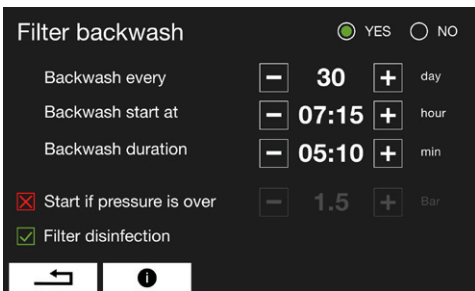 Filter backwash YES NO
Backwash every − 30 + day
Backwash start at − 07:15 + hour
Backwash duration − 05:10 + min
Start if pressure is over − 1.5 + Bar
Filter disinfection
i